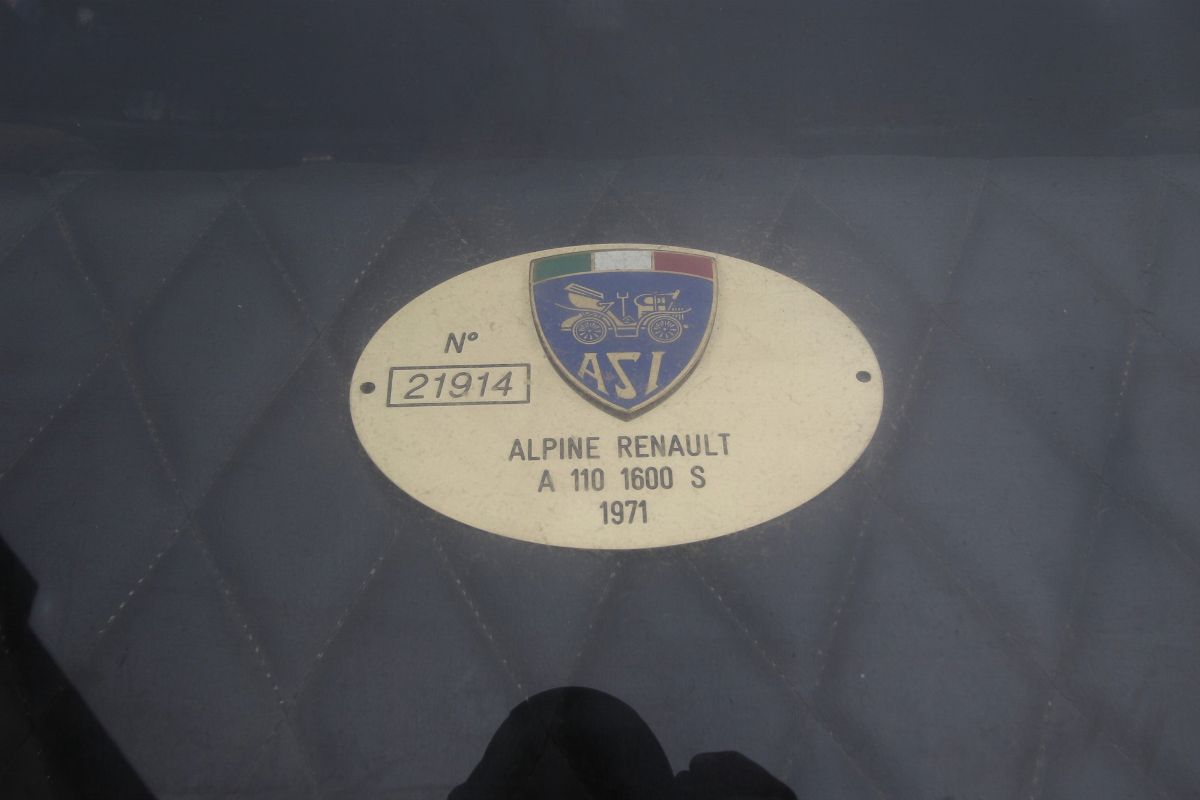 N°
21914
ASI
ALPINE RENAULT
A 110 1600 S
1971